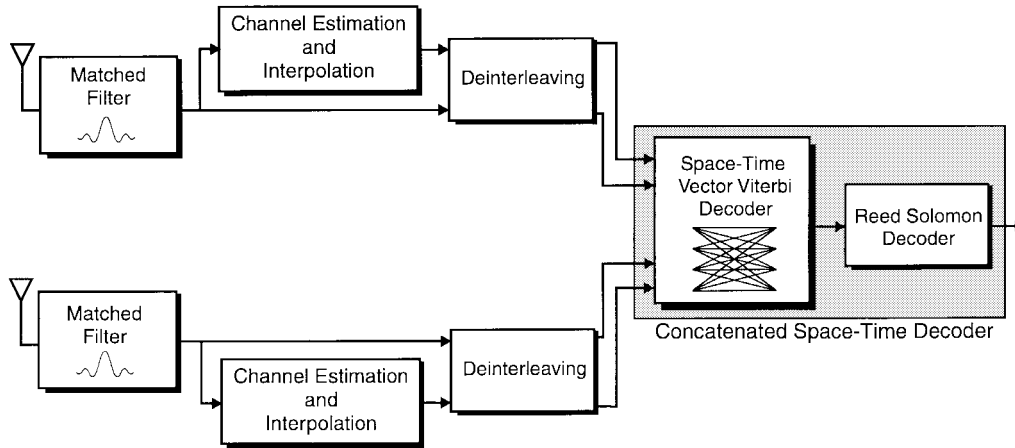 Channel Estimation
and
Interpolation
Matched
Filter
Deinterleaving
Space-Time
Vector Viterbi
Decoder
Reed Solomon
Decoder
Concatenated Space-Time Decoder
Matched
Filter
Deinterleaving
Channel Estimation
and
Interpolation